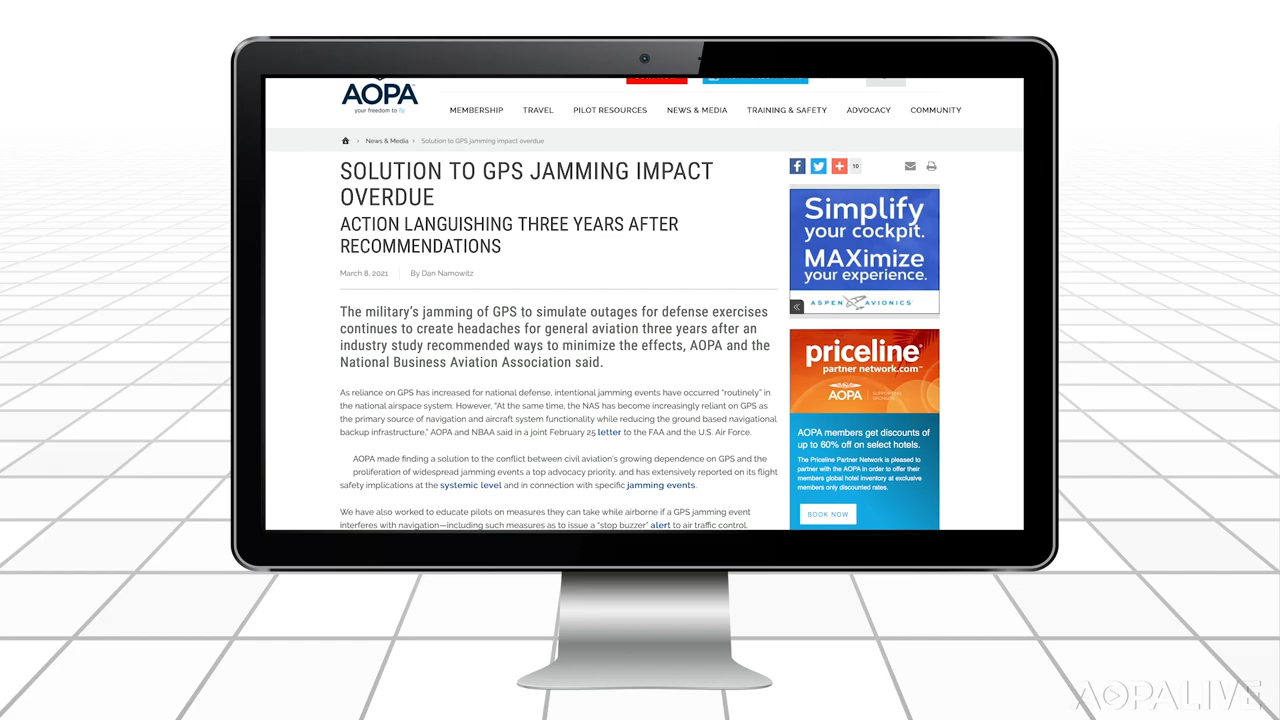 AOPA
your freedom to fly
MEMBERSHIP TRAVEL PILOT RESOURCES NEWS & MEDIA TRAINING & SAFETY ADVOCACY COMMUNITY
News & Media › Solution to GPS jamming impact overdue
SOLUTION TO GPS JAMMING IMPACT
OVERDUE
ACTION LANGUISHING THREE YEARS AFTER
RECOMMENDATIONS
March 8, 2021 By Dan Namowitz
The military's jamming of GPS to simulate outages for defense exercises
continues to create headaches for general aviation three years after an
industry study recommended ways to minimize the effects, AOPA and the
National Business Aviation Association said.
As reliance on GPS has increased for national defense, intentional jamming events have occurred "routinely" in
the national airspace system. However, "At the same time, the NAS has become increasingly reliant on GPS as
the primary source of navigation and aircraft system functionality while reducing the ground based navigational
backup infrastructure," AOPA and NBAA said in a joint February 25 letter to the FAA and the U.S. Air Force.
AOPA made finding a solution to the conflict between civil aviation's growing dependence on GPS and the
proliferation of widespread jamming events a top advocacy priority, and has extensively reported on its flight
safety implications at the systemic level and in connection with specific jamming events.
We have also worked to educate pilots on measures they can take while airborne if a GPS jamming event
interferes with navigation—including such measures as to issue a "stop buzzer" alert to air traffic control.
10
Simplify
your cockpit.
MAXimize
your experience.
ASPEN AVIONICS
priceline
partner network.com
AOPA
AOPA members get discounts of
up to 60% off on select hotels.
The Priceline Partner Network is pleased to
partner with the AOPA in order to offer their
members global hotel inventory at exclusive
members only discounted rates.
BOOK NOW
AOPA LIVE